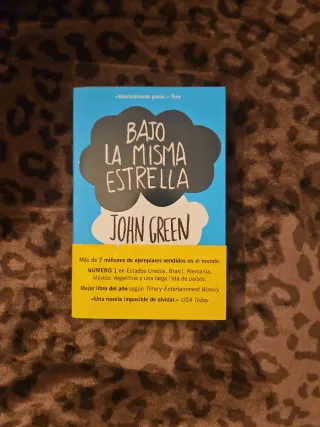 «Absolutamente genial.» Time
BAJO
LA MISMA
ESTRELLA
JOHN GREEN
Más de 7 millones de ejemplares vendidos en el mundo.
NÚMERO 1 en Estados Unidos, Brasil, Alemania,
México, Argentina y una larga lista de países.
Mejor libro del año según Time y Entertainment Weekly
«Una novela imposible de olvidar.» USA Today